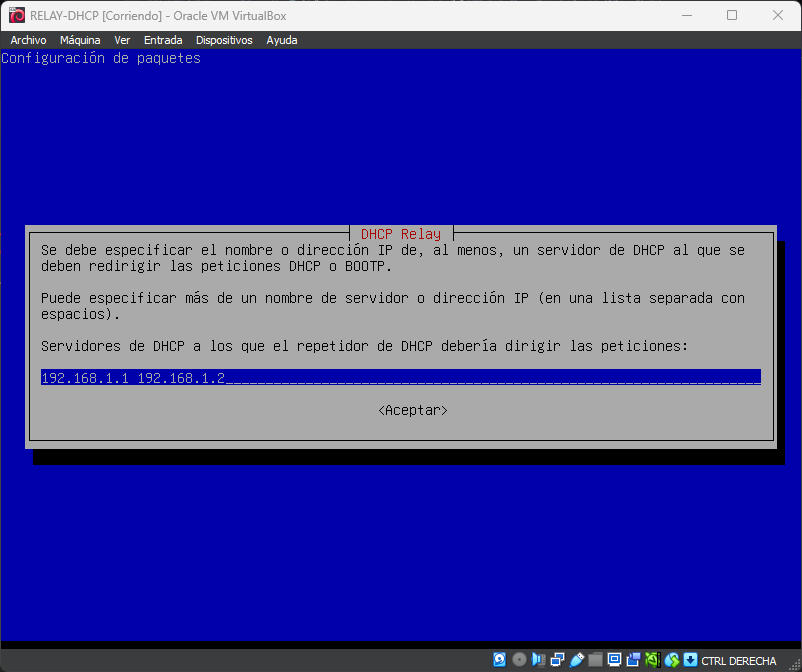 RELAY-DHCP [Corriendo] - Oracle VM VirtualBox
Archivo Máquina Ver Entrada Dispositivos Ayuda
Configuración de paquetes
DHCP Relay
Se debe especificar el nombre o dirección IP de, al menos, un servidor de DHCP al que se
deben redirigir las peticiones DHCP o BOOTP.
Puede especificar más de un nombre de servidor o dirección IP (en una lista separada con
espacios).
Servidores de DHCP a los que el repetidor de DHCP debería dirigir las peticiones:
192.168.1.1 192.168.1.2
<Aceptar>
CTRL DERECHA